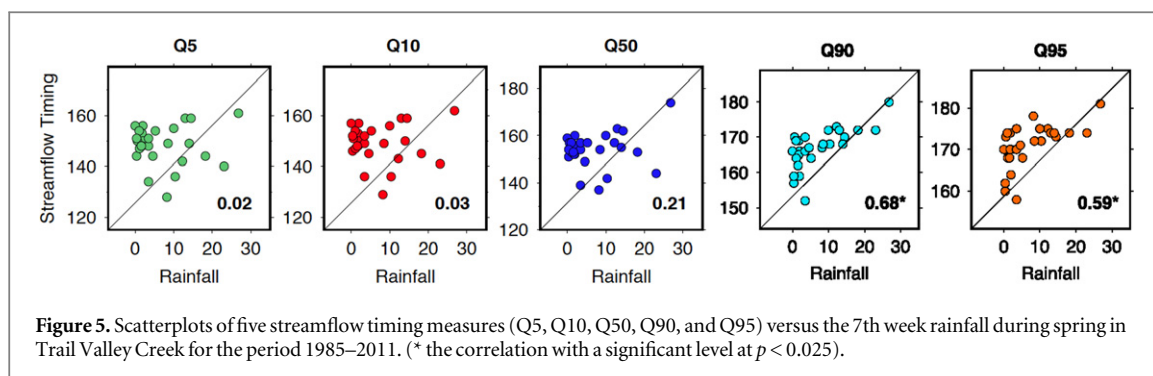 Q5 Q10 Q50 Q90 Q95
Streamflow Timing
160
140
120
160
140
120
180
160
140
120
180
170
160
150
180
170
160
0.02 0.03 0.21 0.68* 0.59*
0 10 20 30 0 10 20 30 0 10 20 30 0 10 20 30 0 10 20 30
Rainfall Rainfall Rainfall Rainfall Rainfall
Figure 5. Scatterplots of five streamflow timing measures (Q5, Q10, Q50, Q90, and Q95) versus the 7th week rainfall during spring in
Trail Valley Creek for the period 1985–2011. (* the correlation with a significant level at p < 0.025).